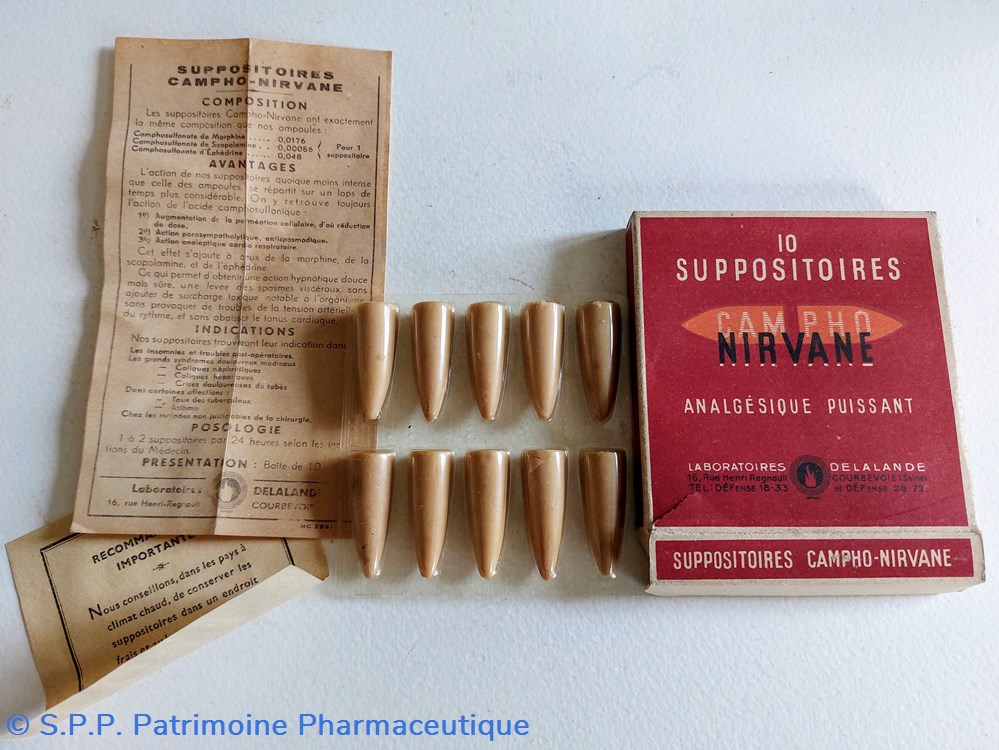 SUPPOSITOIRES
CAMPHO-NIRVANE
COMPOSITION
Les suppositoires Campho-Nirvane ont exactement
la même composition que nos ampoules :
Camphosulfonate de Morphine ..... 0,0176
Camphosulfonate de Scopolamine .. 0,00086
Camphosulfonate d'Éphédrine ... 0,048
Pour 1
suppositoire
AVANTAGES
L'action de nos suppositoires quoique moins intense
que celle des ampoules, se répartit sur un laps de
temps plus considérable. On y retrouve toujours
l'action de l'acide camphosullonique :
1º) Augmentation de la perméation cellulaire, d'où réduction
de dose.
2º) Action parasympatholytique, antispasmodique.
3º) Action analeptique cardio respiratoire.
Cet effet s'ajoute à ceux de la morphine, de la
scopolamine, et de l'éphédrine.
Ce qui permet d'obtenir une action hypnotique douce
mais sûre, une levée des spasmes viscéraux, sans
ajouter de surcharge toxique notable à l'organisme,
sans provoquer de troubles de la tension artérielle,
du rythme, et sans abaisser le tonus cardiaque.
INDICATIONS
Nos suppositoires trouveront leur indication dans
Les insomnies et troubles post-opératoires.
Les grands syndromes douloureux médicaux
— Coliques néphrétiques
— Coliques hépatiques
— Crises douloureuses du tabès
Dans certaines affections :
— Toux des tuberculeux
— Asthme
Chez les malades non justiciables de la chirurgie.
POSOLOGIE
1 à 2 suppositoires par 24 heures selon les
tions du Médecin.
PRÉSENTATION : Boîte de 10
Laboratoires DELALANDE
16, rue Henri-Regnault COURBEVOIE
RECOMMA
IMPORTANTE
Nous conseillons, dans les pays à
climat chaud, de conserver les
suppositoires dans un endroit
frais et
10
SUPPOSITOIRES
CAMPHO
NIRVANE
ANALGÉSIQUE PUISSANT
LABORATOIRES DELALANDE
16, Rue Henri Regnault COURBEVOIE (Seine)
TEL: DÉFENSE 18-33 et DÉFENSE 28-72
SUPPOSITOIRES CAMPHO-NIRVANE
© S.P.P. Patrimoine Pharmaceutique